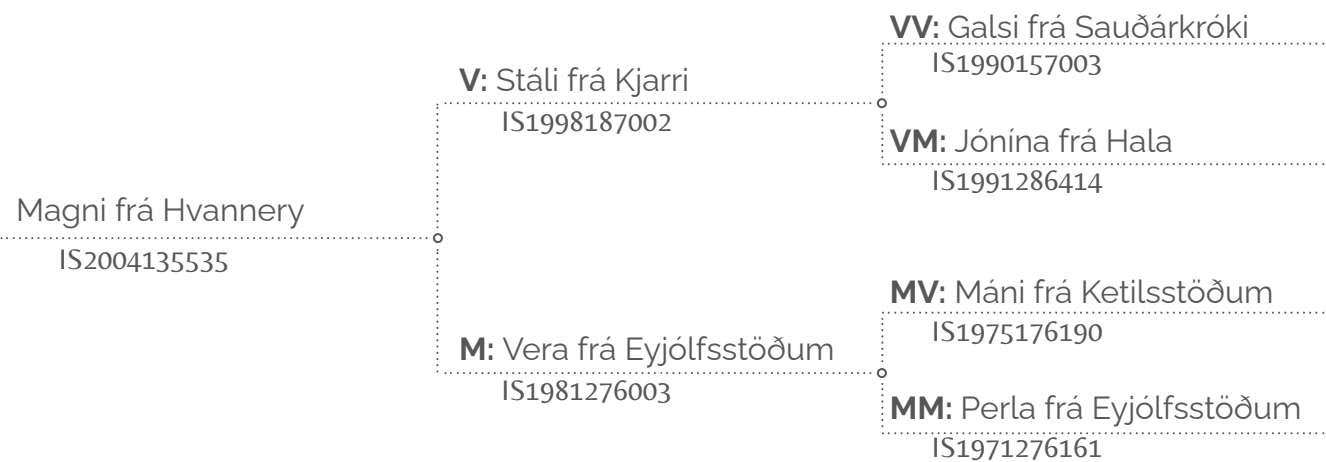 VV: Galsi frá Sauðárkróki
IS1990157003
V: Stáli frá Kjarri
IS1998187002
VM: Jónína frá Hala
IS1991286414
Magni frá Hvannery
IS2004135535
MV: Máni frá Ketilsstöðum
IS1975176190
M: Vera frá Eyjólfsstöðum
IS1981276003
MM: Perla frá Eyjólfsstöðum
IS1971276161